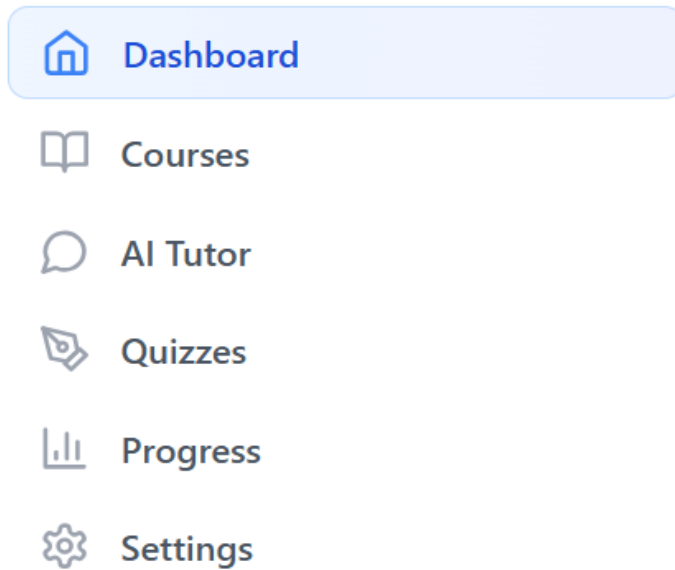 Dashboard
Courses
AI Tutor
Quizzes
Progress
Settings